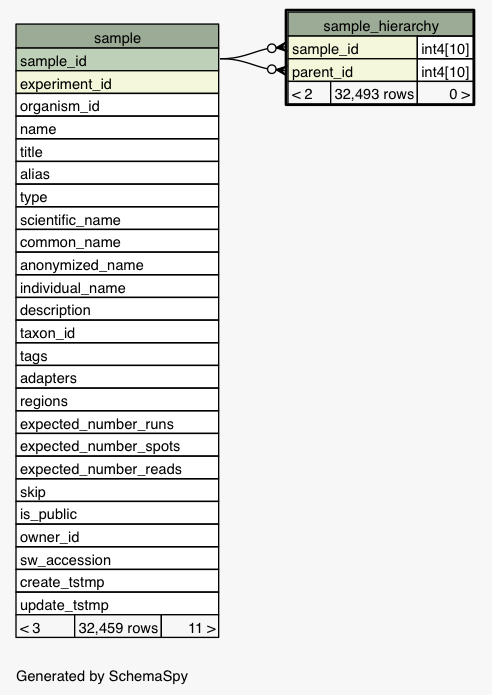 sample
sample_id
experiment_id
organism_id
name
title
alias
type
scientific_name
common_name
anonymized_name
individual_name
description
taxon_id
tags
adapters
regions
expected_number_runs
expected_number_spots
expected_number_reads
skip
is_public
owner_id
sw_accession
create_tstmp
update_tstmp
< 3 32,459 rows 11 >
sample_hierarchy
sample_id int4[10]
parent_id int4[10]
< 2 32,493 rows 0 >
Generated by SchemaSpy